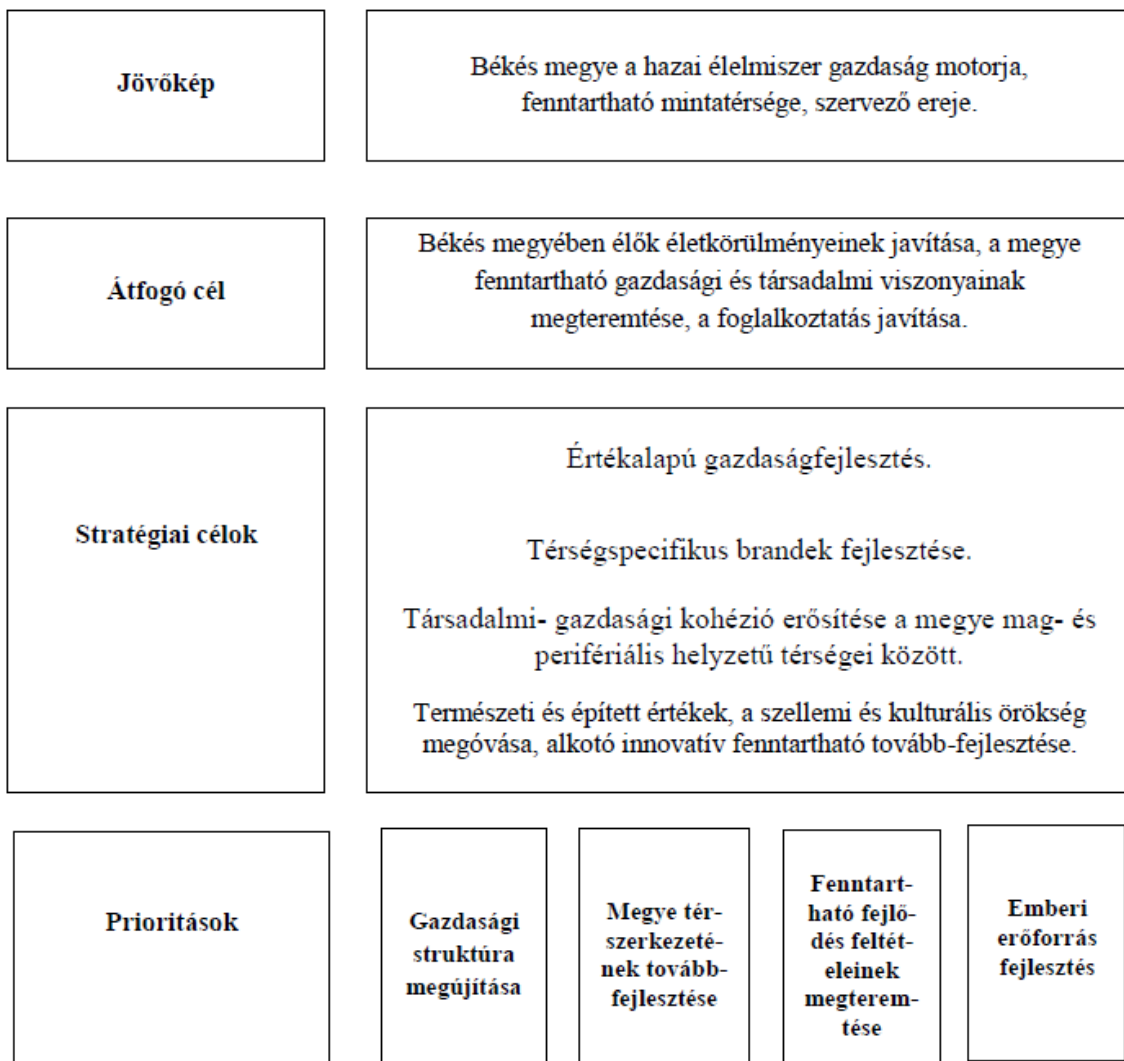 Jövőkép
Békés megye a hazai élelmiszer gazdaság motorja,
fenntartható mintatérsége, szervező ereje.
Átfogó cél
Békés megyében élők életkörülményeinek javítása, a megye
fenntartható gazdasági és társadalmi viszonyainak
megteremtése, a foglalkoztatás javítása.
Stratégiai célok
Értékalapú gazdaságfejlesztés.
Térségspecifikus brandek fejlesztése.
Társadalmi- gazdasági kohézió erősítése a megye mag- és
perifériális helyzetű térségei között.
Természeti és épített értékek, a szellemi és kulturális örökség
megóvása, alkotó innovatív fenntartható tovább-fejlesztése.
Prioritások
Gazdasági
struktúra
megújítása
Megye tér-
szerkezeté-
nek tovább-
fejlesztése
Fenntart-
ható fejlő-
dés feltét-
eleinek
megterem-
tése
Emberi
erőforrás
fejlesztés